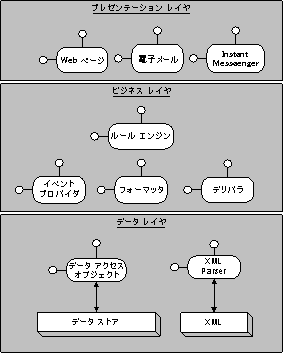 プレゼンテーション レイヤ
Web ページ
電子メール
Instant
Messaenger
ビジネス レイヤ
ルール エンジン
イベント
プロバイダ
フォーマッタ
デリバラ
データ レイヤ
データ アクセス
オブジェクト
XML
Parser
データ ストア
XML